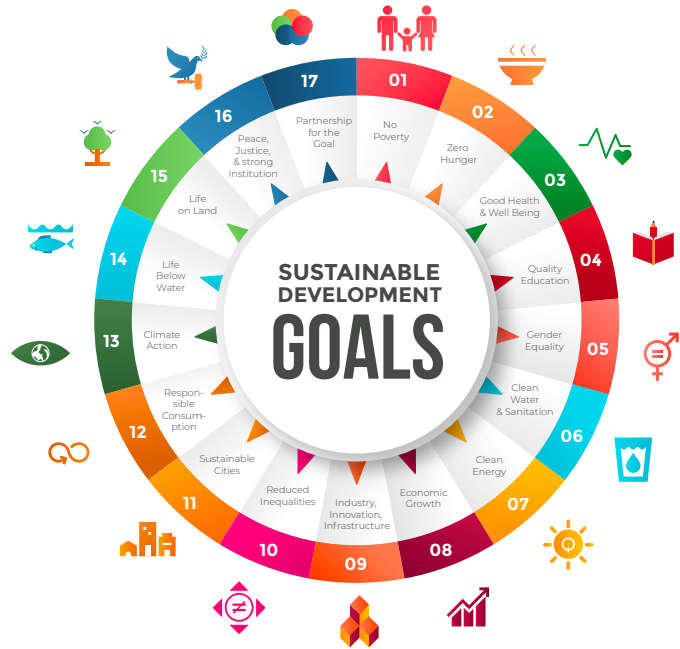 SUSTAINABLE
DEVELOPMENT
GOALS
01
No
Poverty
02
Zero
Hunger
03
Good Health
& Well Being
04
Quality
Education
05
Gender
Equality
06
Clean
Water
& Sanitation
07
Clean
Energy
08
Economic
Growth
09
Industry,
Innovation,
Infrastructure
10
Reduced
Inequalities
11
Sustainable
Cities
12
Respon-
sible
Consum-
ption
13
Climate
Action
14
Life
Below
Water
15
Life
on Land
16
Peace,
Justice,
& strong
Institution
17
Partnership
for the
Goal